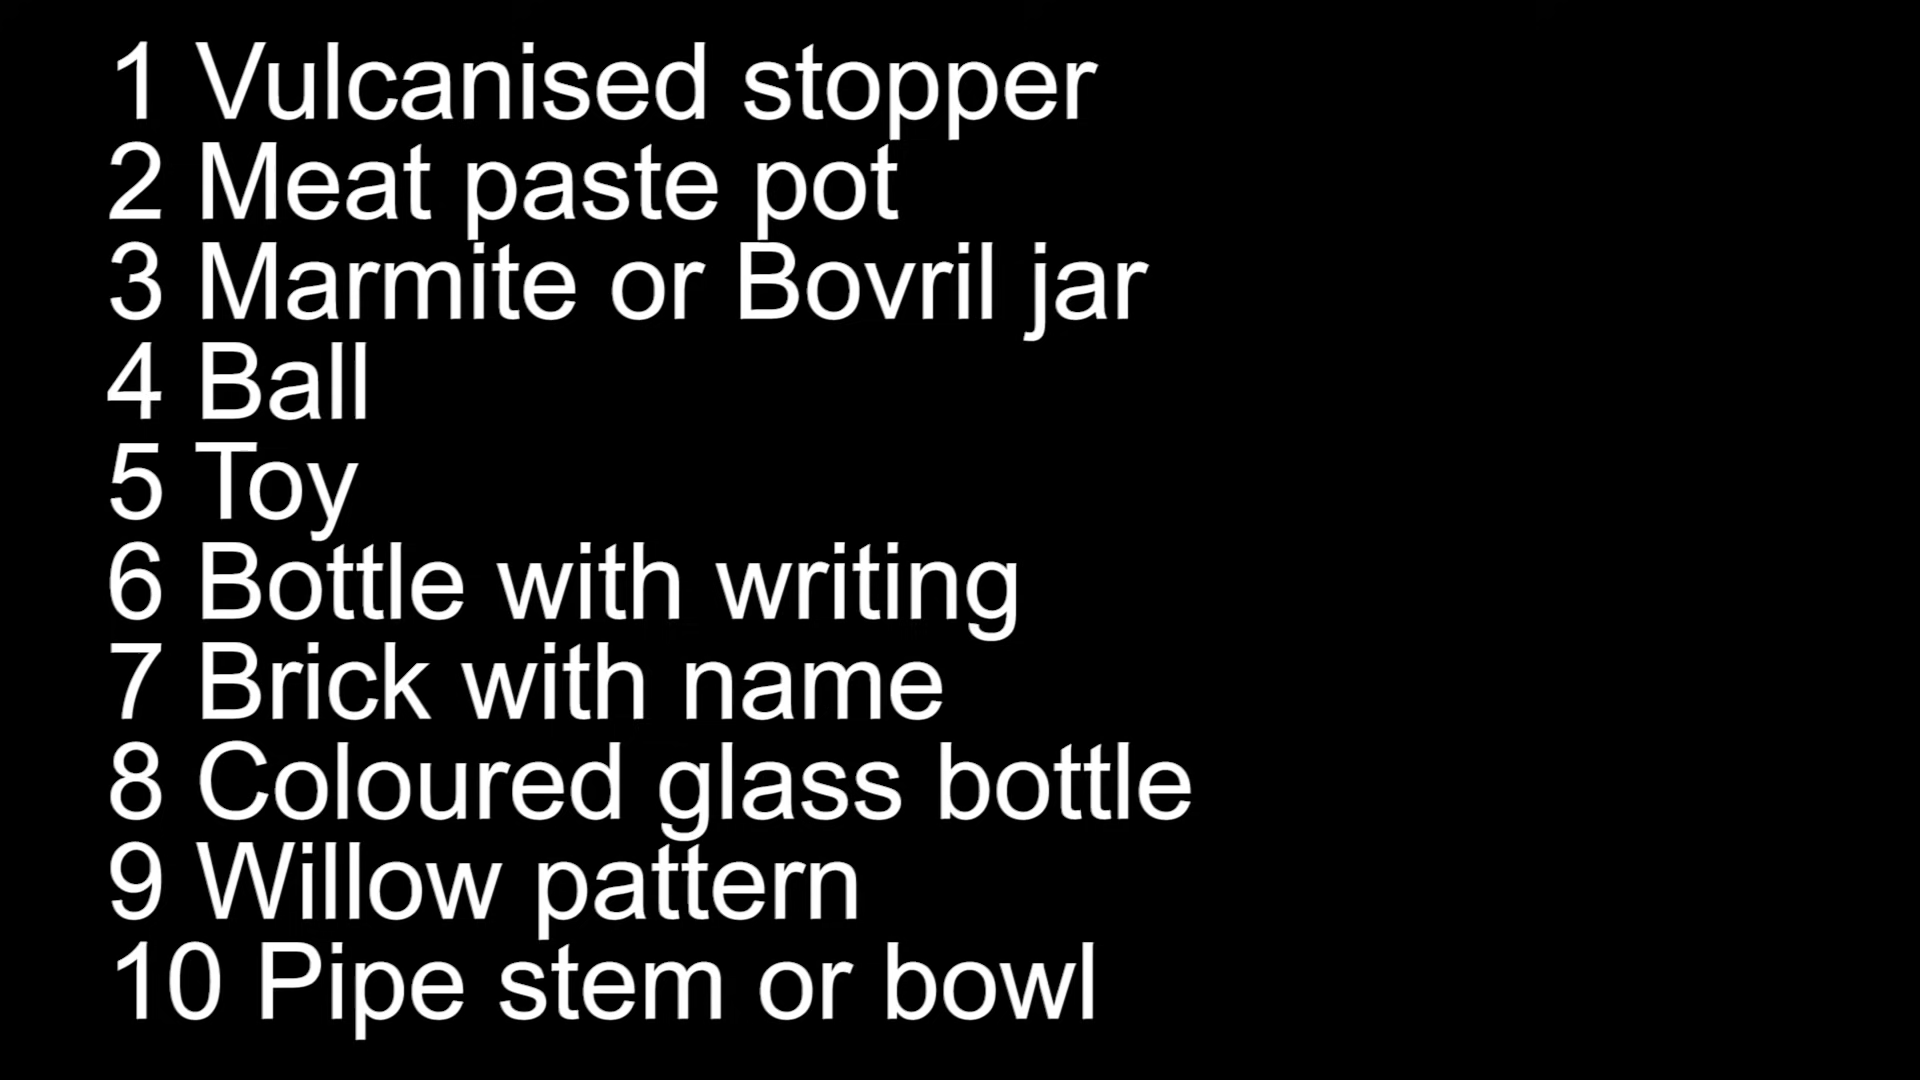 1 Vulcanised stopper
2 Meat paste pot
3 Marmite or Bovril jar
4 Ball
5 Toy
6 Bottle with writing
7 Brick with name
8 Coloured glass bottle
9 Willow pattern
10 Pipe stem or bowl